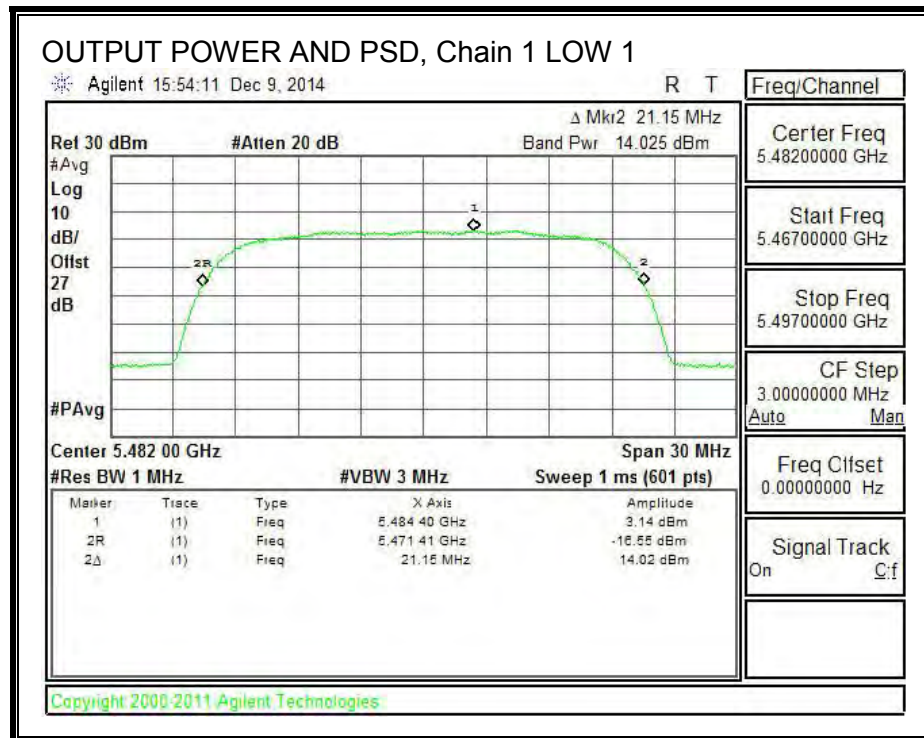 OUTPUT POWER AND PSD, Chain 1 LOW 1
Agilent 15:54:11 Dec 9, 2014 R T
Freq/Channel
Δ Mkr2 21.15 MHz
Ref 30 dBm #Atten 20 dB Band Pwr 14.025 dBm
#Avg
Log
10
dB/
Offst
27
dB
#PAvg
1
2R
2
Center 5.482 00 GHz Span 30 MHz
#Res BW 1 MHz #VBW 3 MHz Sweep 1 ms (601 pts)
Marker Trace Type X Axis Amplitude
1 (1) Freq 5.484 40 GHz 3.14 dBm
2R (1) Freq 5.471 41 GHz dBm
2Δ (1) Freq 21.15 MHz 14.02 dBm
Center Freq
5.48200000 GHz
Start Freq
5.46700000 GHz
Stop Freq
5.49700000 GHz
CF Step
3.00000000 MHz
Auto Man
Freq Offset
0.00000000 Hz
Signal Track
On Off
Copyright 2000-2011 Agilent Technologies